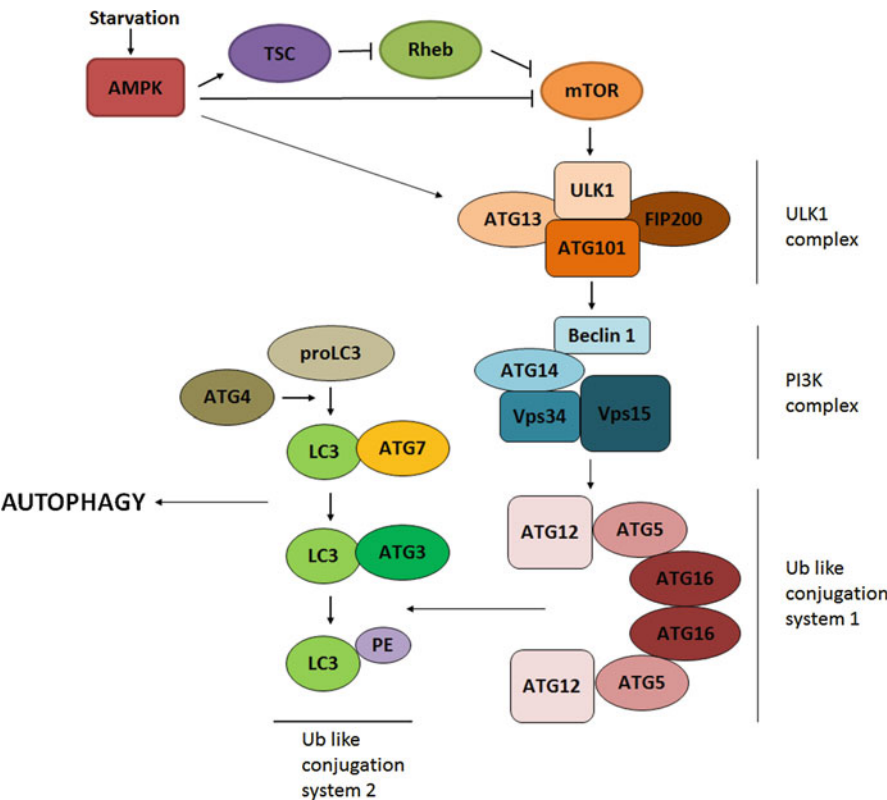 Starvation
TSC
Rheb
AMPK
mTOR
ULK1
ATG13
FIP200
ATG101
ULK1
complex
Beclin 1
proLC3
ATG14
ATG4
Vps34
Vps15
PI3K
complex
LC3
ATG7
AUTOPHAGY
ATG12
ATG5
LC3
ATG3
ATG16
Ub like
conjugation
system 1
ATG16
PE
LC3
ATG12
ATG5
Ub like
conjugation
system 2